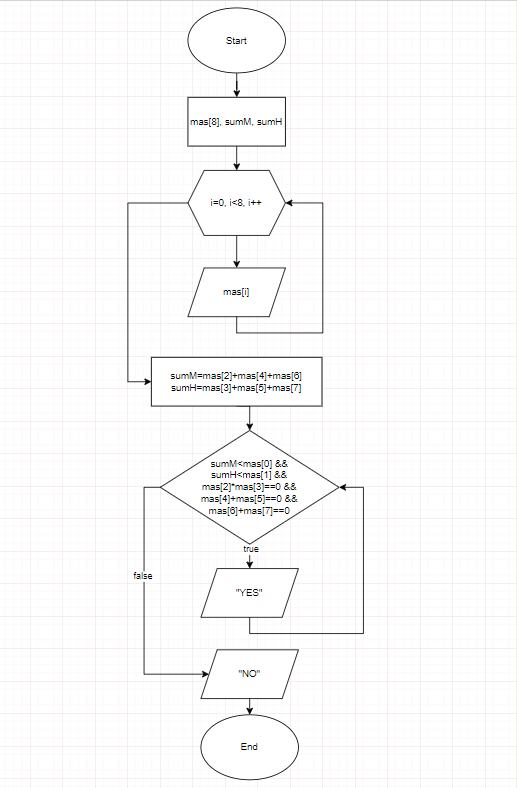 Start
mas[8], sumM, sumH
i=0, i<8, i++
mas[i]
sumM=mas[2]+mas[4]+mas[6]
sumH=mas[3]+mas[5]+mas[7]
sumM<mas[0] &&
sumH<mas[1] &&
mas[2]*mas[3]==0 &&
mas[4]+mas[5]==0 &&
mas[6]+mas[7]==0
true
false
"YES"
"NO"
End